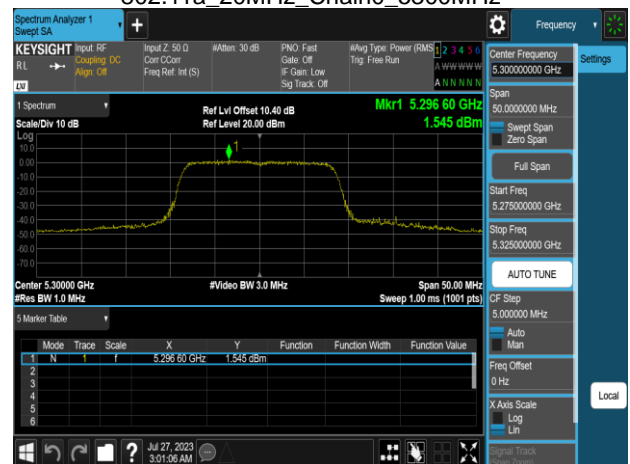 802.11a_20MHz_Chain0_5300MHz
Spectrum Analyzer 1
Swept SA
Frequency
KEYSIGHT
RL
LXI
Input: RF
Coupling: DC
Align: Off
Input Z: 50 Ω
Corr CCorr
Freq Ref: Int (S)
#Atten: 30 dB
PNO: Fast
Gate: Off
IF Gain: Low
Sig Track: Off
#Avg Type: Power (RMS
Trig: Free Run
1 2 3 4 5 6
A W W W W W
A N N N N N
1 Spectrum
Scale/Div 10 dB
Log
Ref Lvl Offset 10.40 dB
Ref Level 20.00 dBm
Mkr1 5.296 60 GHz
1.545 dBm
1
10.0
0.00
-10.0
-20.0
-30.0
-40.0
-50.0
-60.0
-70.0
Center 5.30000 GHz
#Res BW 1.0 MHz
#Video BW 3.0 MHz
Span 50.00 MHz
Sweep 1.00 ms (1001 pts)
5 Marker Table
Mode Trace Scale X Y Function Function Width Function Value
1 N 1 f 5.296 60 GHz 1.545 dBm
2
3
4
5
6
Jul 27, 2023
3:01:06 AM
Center Frequency
5.300000000 GHz
Settings
Span
50.0000000 MHz
Swept Span
Zero Span
Full Span
Start Freq
5.275000000 GHz
Stop Freq
5.325000000 GHz
AUTO TUNE
CF Step
5.000000 MHz
Auto
Man
Freq Offset
0 Hz
X Axis Scale
Log
Lin
Local
Signal Track
(Span Zoom)